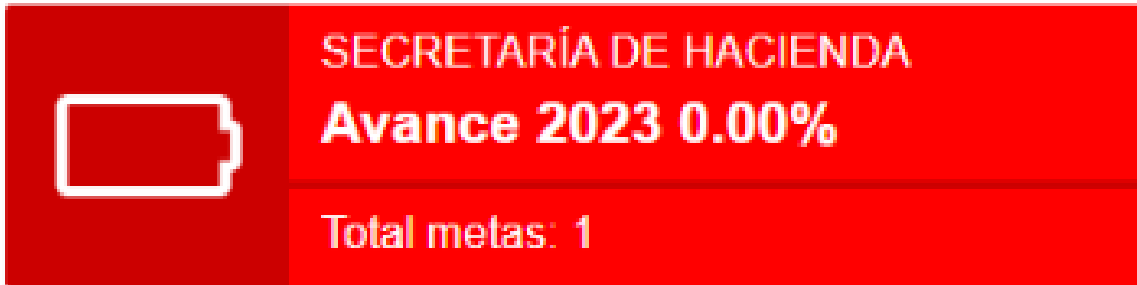 SECRETARÍA DE HACIENDA
Avance 2023 0.00%
Total metas: 1